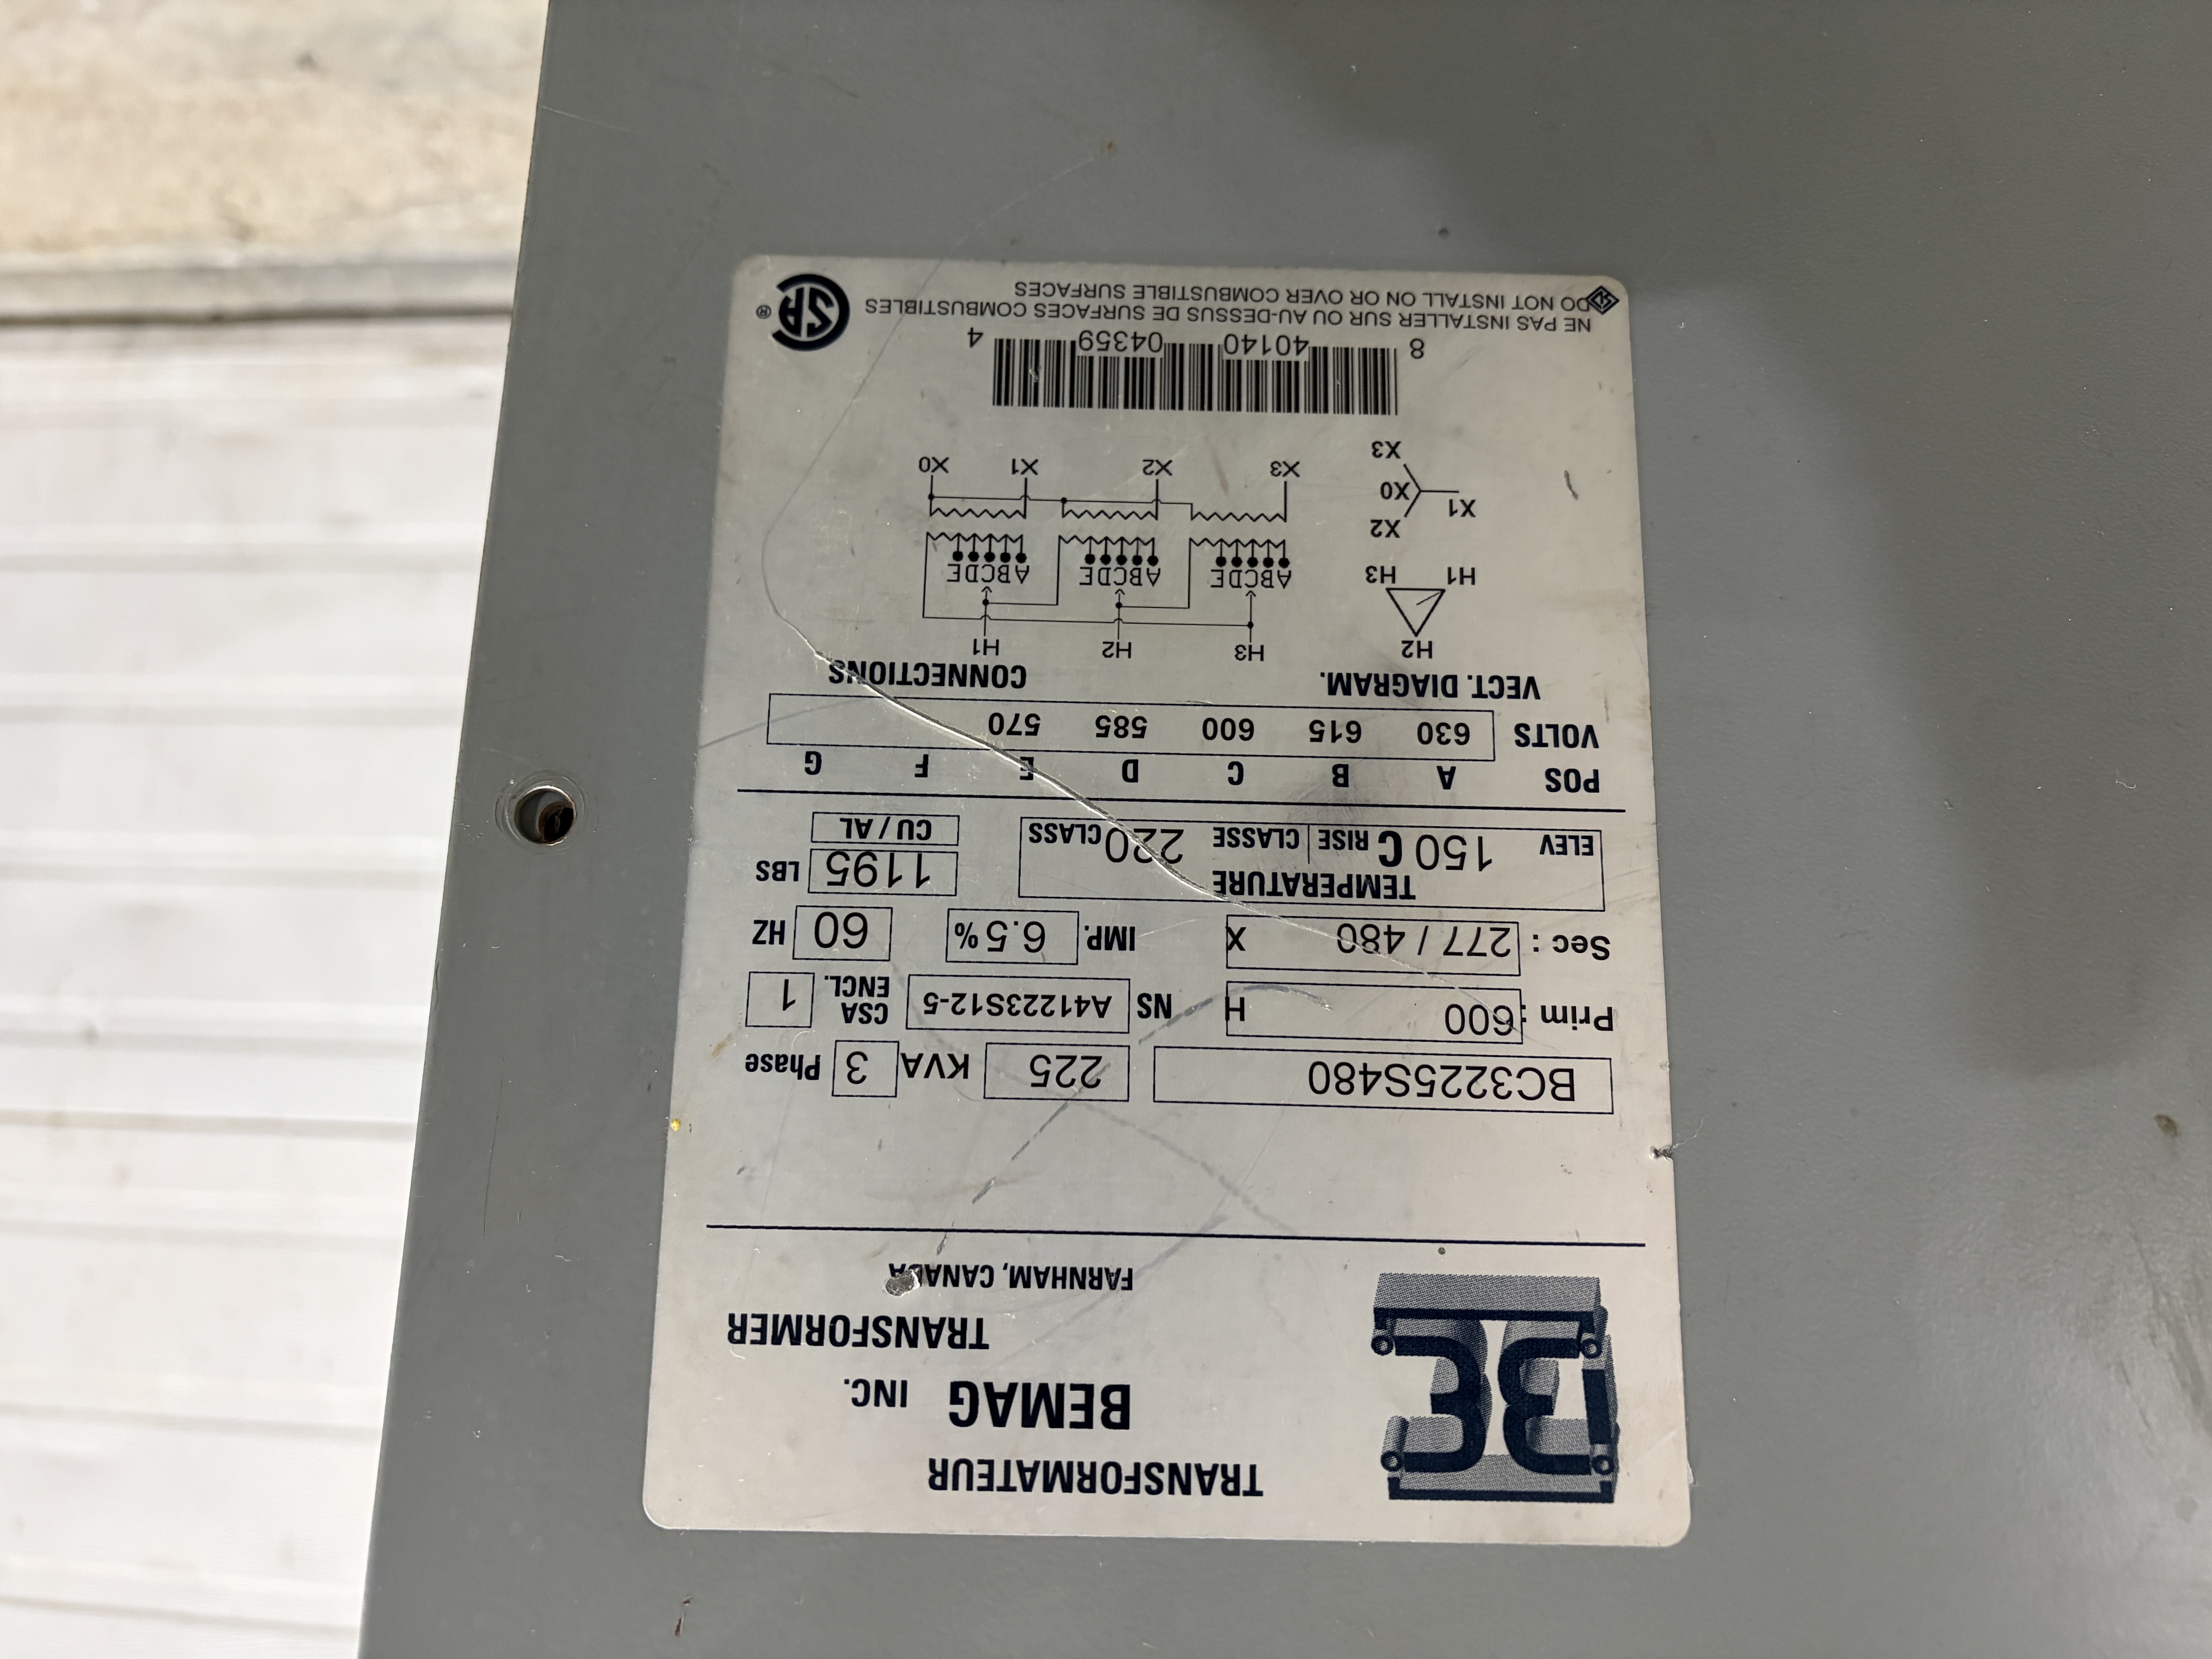 TRANSFORMATEUR
BEMAG INC.
TRANSFORMER
FARNHAM, CANADA
BC3225S480 225 KVA 3 Phase
Prim : 600 H NS A41223S12-5 CSA ENCL. 1
Sec : 277 / 480 X IMP. 6.5 % 60 HZ
TEMPERATURE 1195 LBS
ELEV 150 C RISE CLASSE 220 CLASS CU / AL
POS A B C D E F G
VOLTS 630 615 600 585 570
VECT. DIAGRAM. CONNECTIONS
H2 H3 H2 H1
H1 H3 ABCDE ABCDE ABCDE
X2
X1 X0 X3 X2 X1 X0
X3
8 40140 04359 4
NE PAS INSTALLER SUR OU AU-DESSUS DE SURFACES COMBUSTIBLES
DO NOT INSTALL ON OR OVER COMBUSTIBLE SURFACES
SA ®